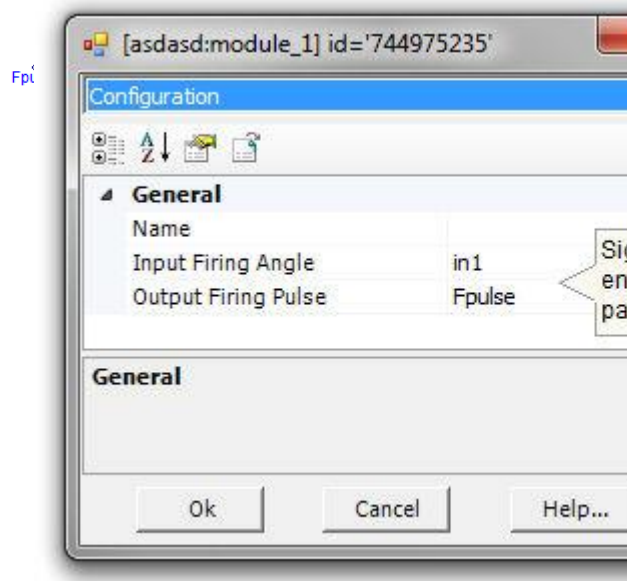 [asdasd:module_1] id='744975235'
Configuration
General
Name
Input Firing Angle in1
Output Firing Pulse Fpulse
General
Ok Cancel Help...